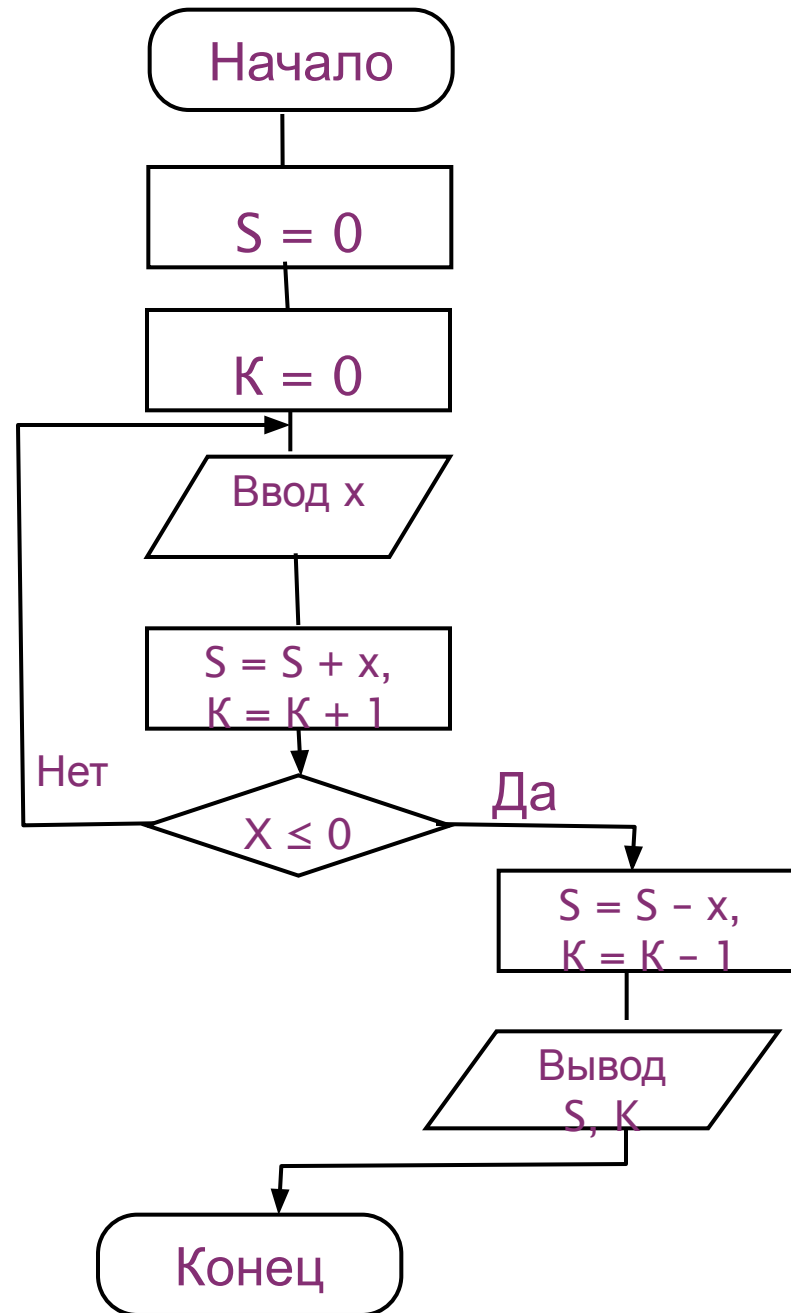 Начало
S = 0
К = 0
Ввод х
S = S + х,
К = К + 1
Нет
Да
X ≤ 0
S = S – х,
К = К – 1
Вывод
S, K
Конец